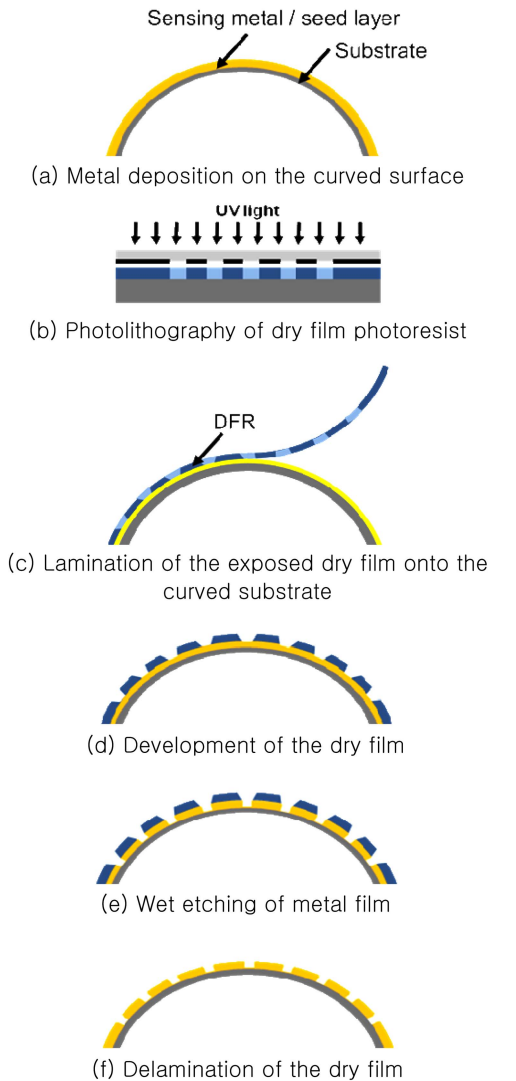 Sensing metal / seed layer
Substrate
(a) Metal deposition on the curved surface
UV light
(b) Photolithography of dry film photoresist
DFR
(c) Lamination of the exposed dry film onto the
curved substrate
(d) Development of the dry film
(e) Wet etching of metal film
(f) Delamination of the dry film